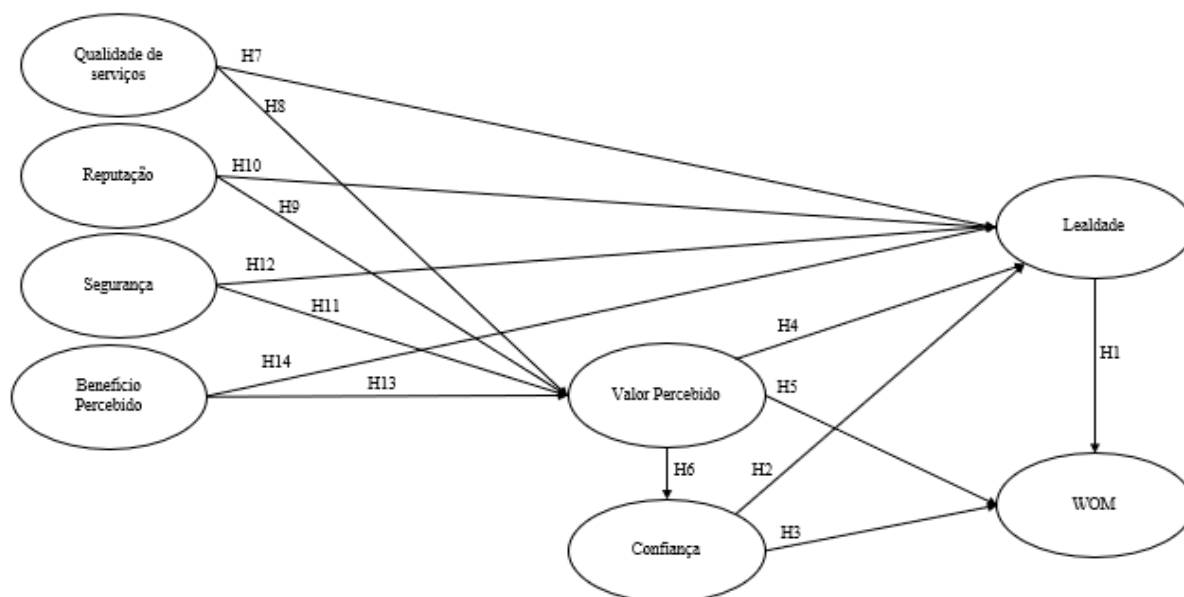 Qualidade de
serviços
H7
H8
Reputação
H10
H9
Segurança
H12
H11
Benefício
Percebido
H14
H13
Lealdade
H4
Valor Percebido
H5
H1
H6
H2
Confiança
H3
WOM